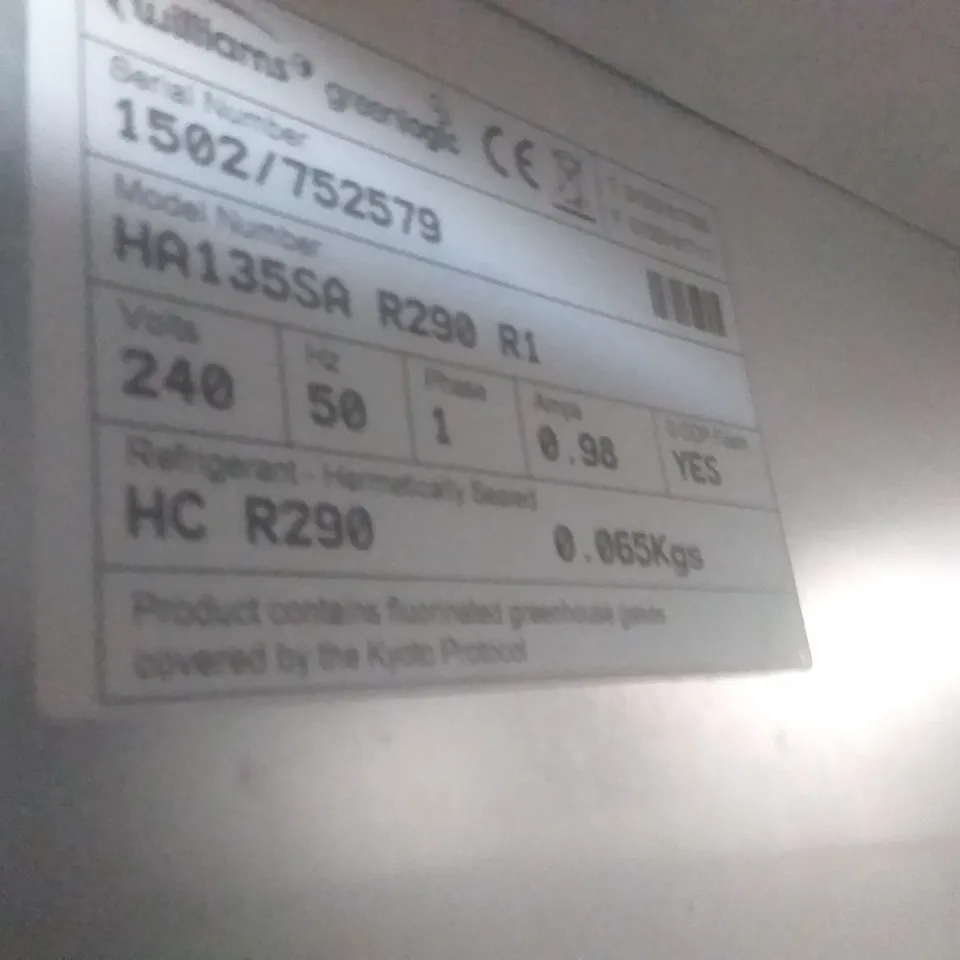 williams greenlogic CE
Serial Number
1502/752579
Model Number
HA135SA R290 R1
Volts Hz Phase Amps
240 50 1 0.98 YES
Refrigerant - Hermetically Sealed
HC R290 0.065Kgs
Product contains fluorinated greenhouse gases
covered by the Kyoto Protocol